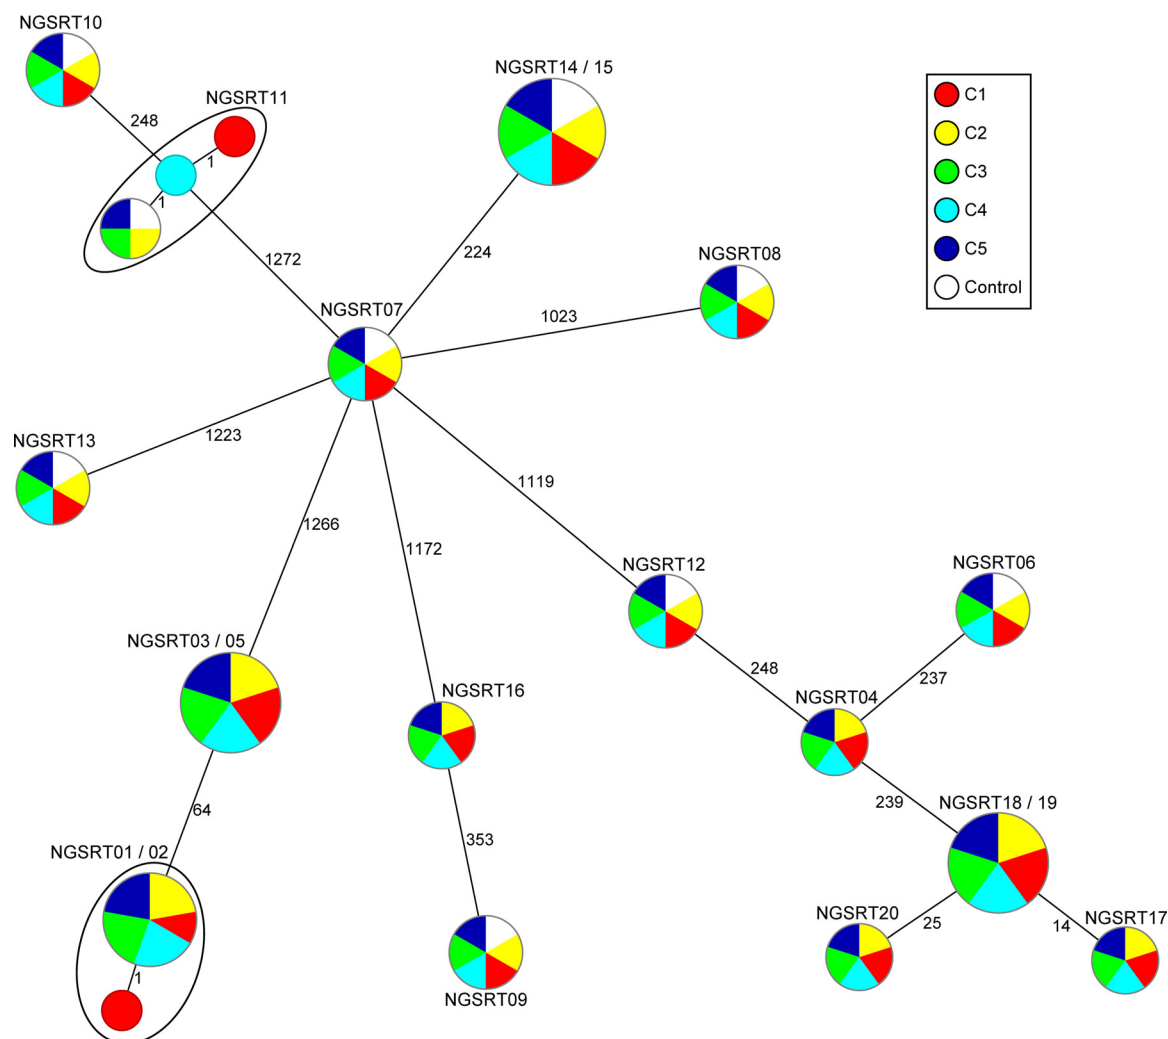 NGSRT10
248
NGSRT11
1
1
1272
NGSRT14 / 15
224
NGSRT08
1023
NGSRT07
C1
C2
C3
C4
C5
Control
NGSRT13
1223
1266
1172
1119
NGSRT12
NGSRT06
248
237
NGSRT04
239
NGSRT03 / 05
64
NGSRT16
353
NGSRT18 / 19
NGSRT01 / 02
1
NGSRT09
NGSRT20
25
14
NGSRT17